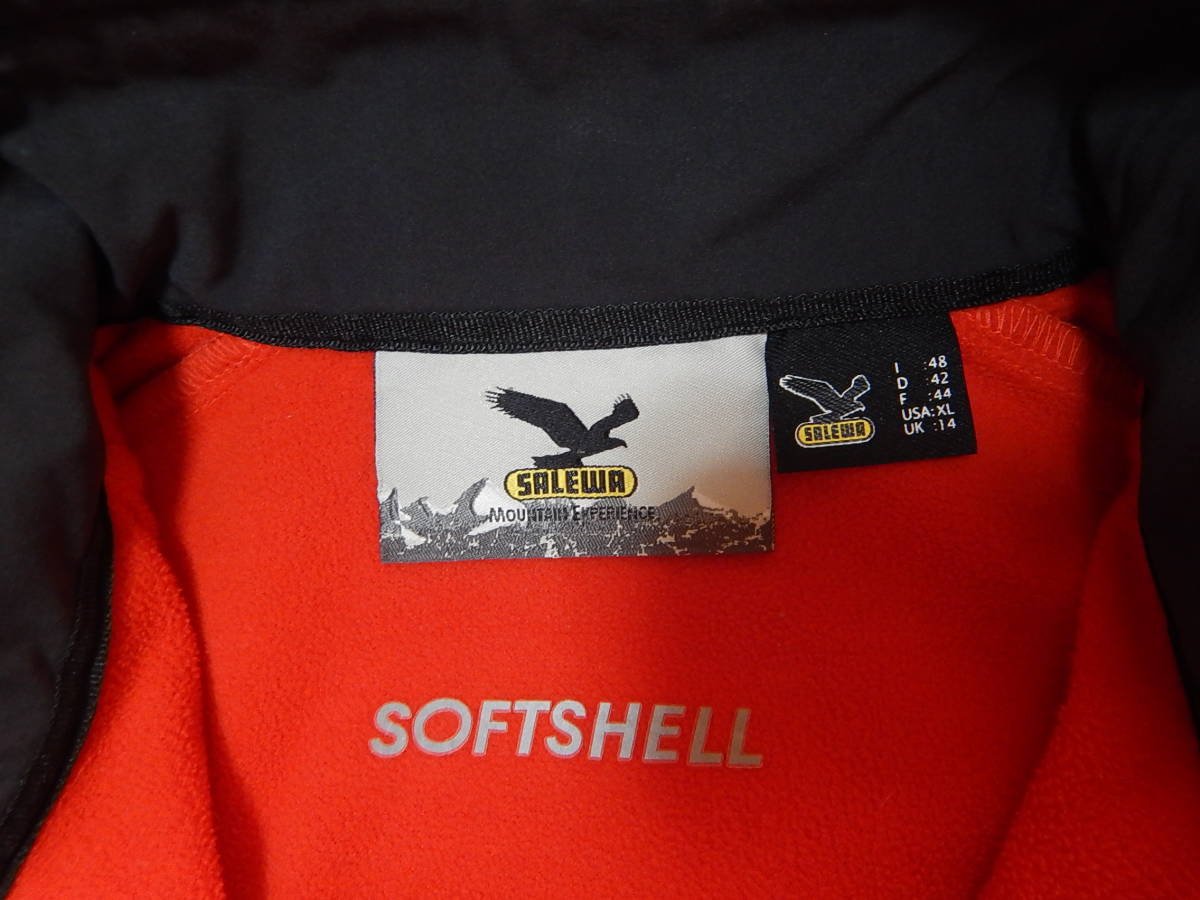 SALEWA
MOUNTAIN EXPERIENCE
SALEWA
I :48
D :42
F :44
USA:XL
UK :14
SOFTSHELL